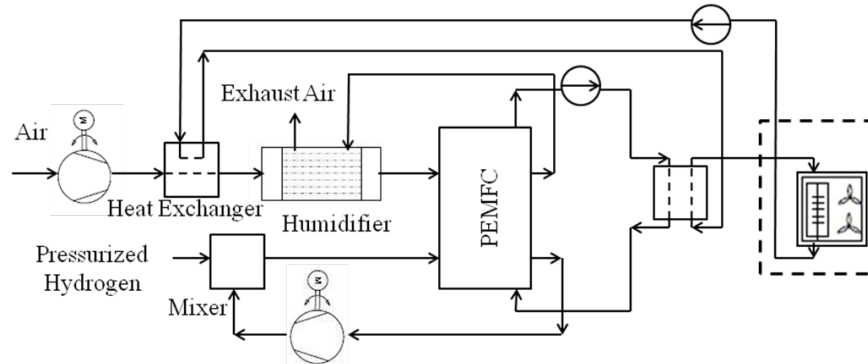 Exhaust Air
Air
M
Heat Exchanger
Humidifier
PEMFC
Pressurized
Hydrogen
Mixer
M